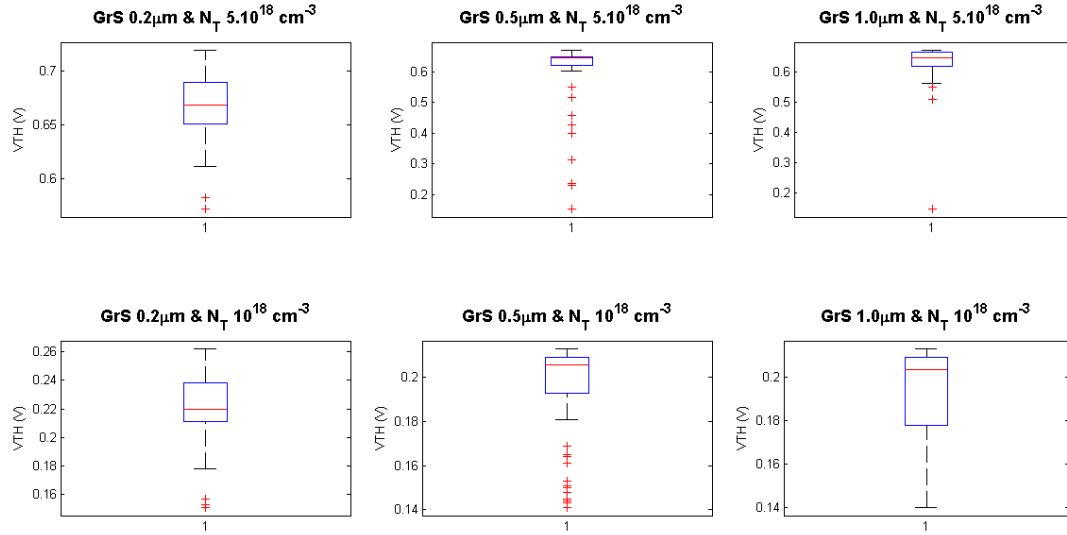 GrS 0.2μm & N_T 5.10^18 cm^-3
VTH (V)
0.7
0.65
0.6
1
GrS 0.5μm & N_T 5.10^18 cm^-3
VTH (V)
0.6
0.5
0.4
0.3
0.2
1
GrS 1.0μm & N_T 5.10^18 cm^-3
VTH (V)
0.6
0.5
0.4
0.3
0.2
1
GrS 0.2μm & N_T 10^18 cm^-3
VTH (V)
0.26
0.24
0.22
0.2
0.18
0.16
1
GrS 0.5μm & N_T 10^18 cm^-3
VTH (V)
0.2
0.18
0.16
0.14
1
GrS 1.0μm & N_T 10^18 cm^-3
VTH (V)
0.2
0.18
0.16
0.14
1